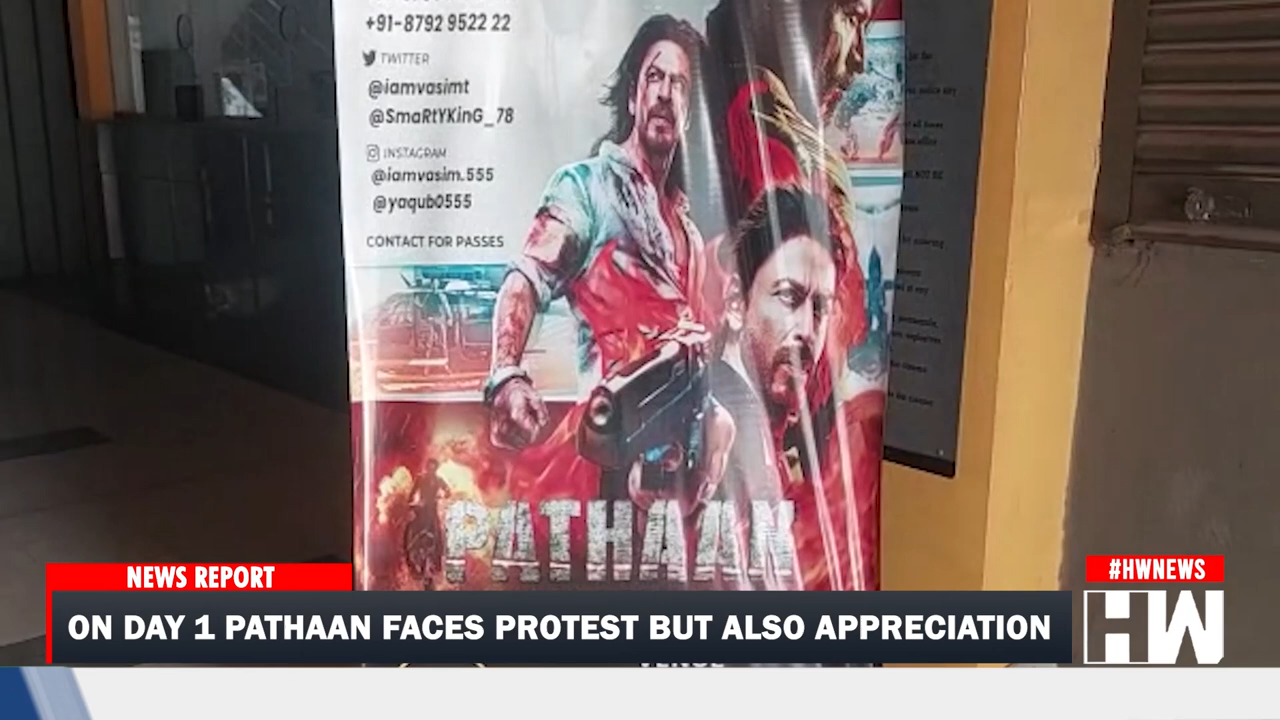 +91-8792 9522 22
TWITTER
@iamvasimt
@SmaRtYKinG_78
INSTAGRAM
@iamvasim.555
@yaqub0555
CONTACT FOR PASSES
PATHAAN
NEWS REPORT
ON DAY 1 PATHAAN FACES PROTEST BUT ALSO APPRECIATION
#HWNEWS
HW
VENUE